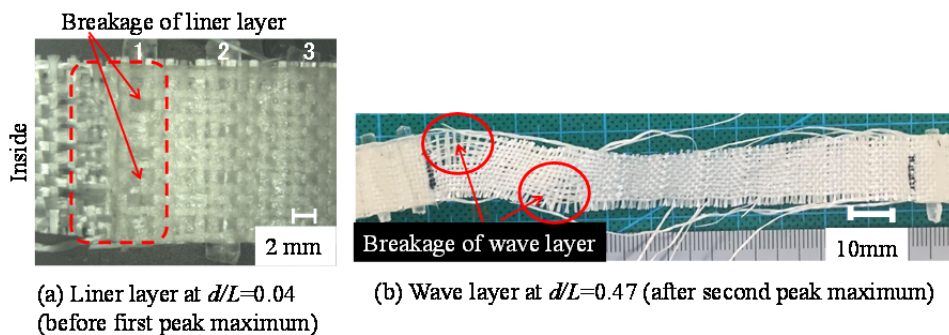 Breakage of liner layer
1 2 3
Inside
2 mm
Breakage of wave layer
10mm
(a) Liner layer at d/L=0.04
(before first peak maximum)
(b) Wave layer at d/L=0.47 (after second peak maximum)